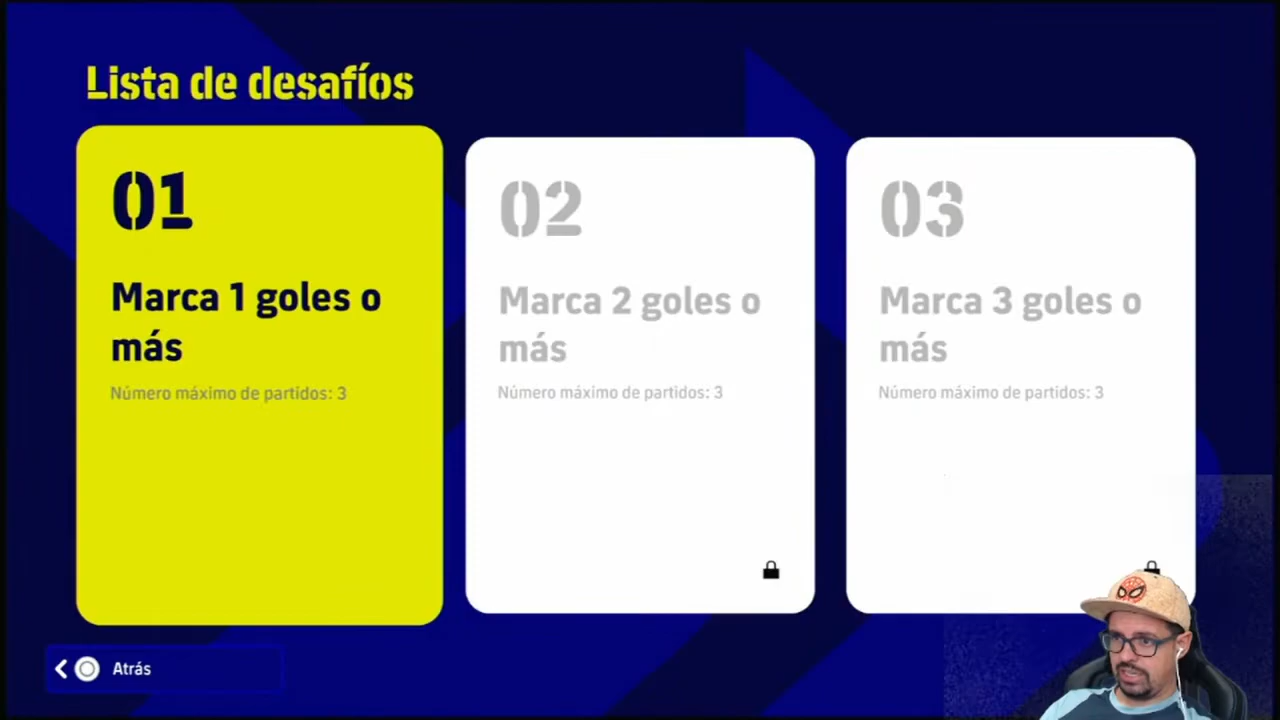 Lista de desafíos
01
Marca 1 goles o
más
Número máximo de partidos: 3
02
Marca 2 goles o
más
Número máximo de partidos: 3
03
Marca 3 goles o
más
Número máximo de partidos: 3
Atrás